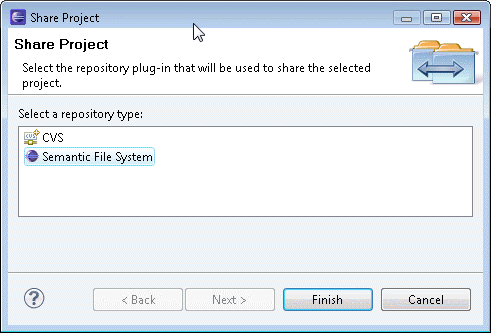 Share Project
Share Project
Select the repository plug-in that will be used to share the selected
project.
Select a repository type:
CVS
Semantic File System
?
< Back
Next >
Finish
Cancel